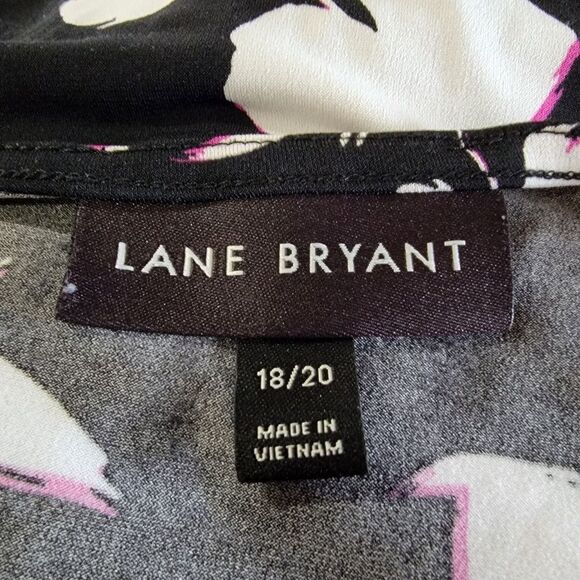 LANE BRYANT
18/20
MADE IN
VIETNAM